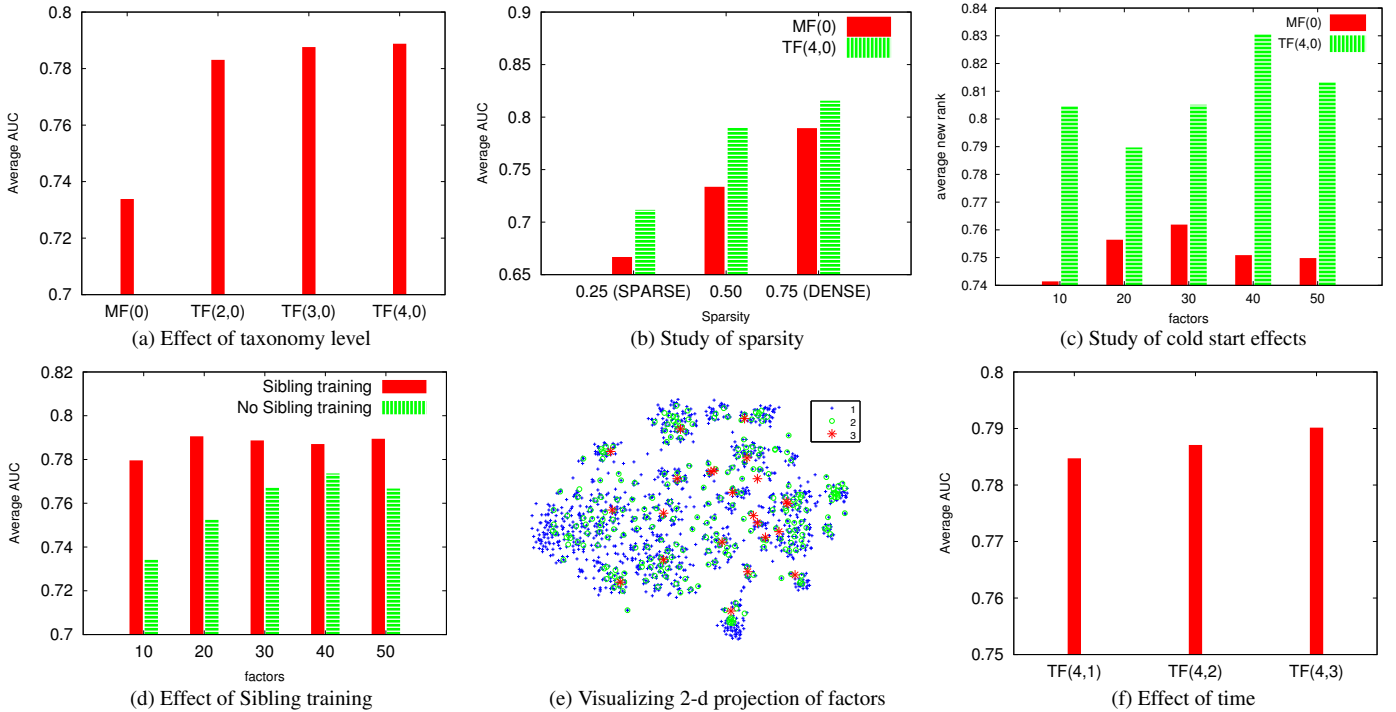 0.8
0.78
0.76
0.74
0.72
0.7
Average AUC
MF(0) TF(2,0) TF(3,0) TF(4,0)
(a) Effect of taxonomy level
0.9
0.85
0.8
0.75
0.7
0.65
Average AUC
MF(0)
TF(4,0)
0.25 (SPARSE) 0.50 0.75 (DENSE)
Sparsity
(b) Study of sparsity
0.84
0.83
0.82
0.81
0.8
0.79
0.78
0.77
0.76
0.75
0.74
average new rank
MF(0)
TF(4,0)
10 20 30 40 50
factors
(c) Study of cold start effects
0.82
0.8
0.78
0.76
0.74
0.72
0.7
Average AUC
Sibling training
No Sibling training
10 20 30 40 50
factors
(d) Effect of Sibling training
1
2
3
(e) Visualizing 2-d projection of factors
0.8
0.79
0.78
0.77
0.76
0.75
Average AUC
TF(4,1) TF(4,2) TF(4,3)
(f) Effect of time